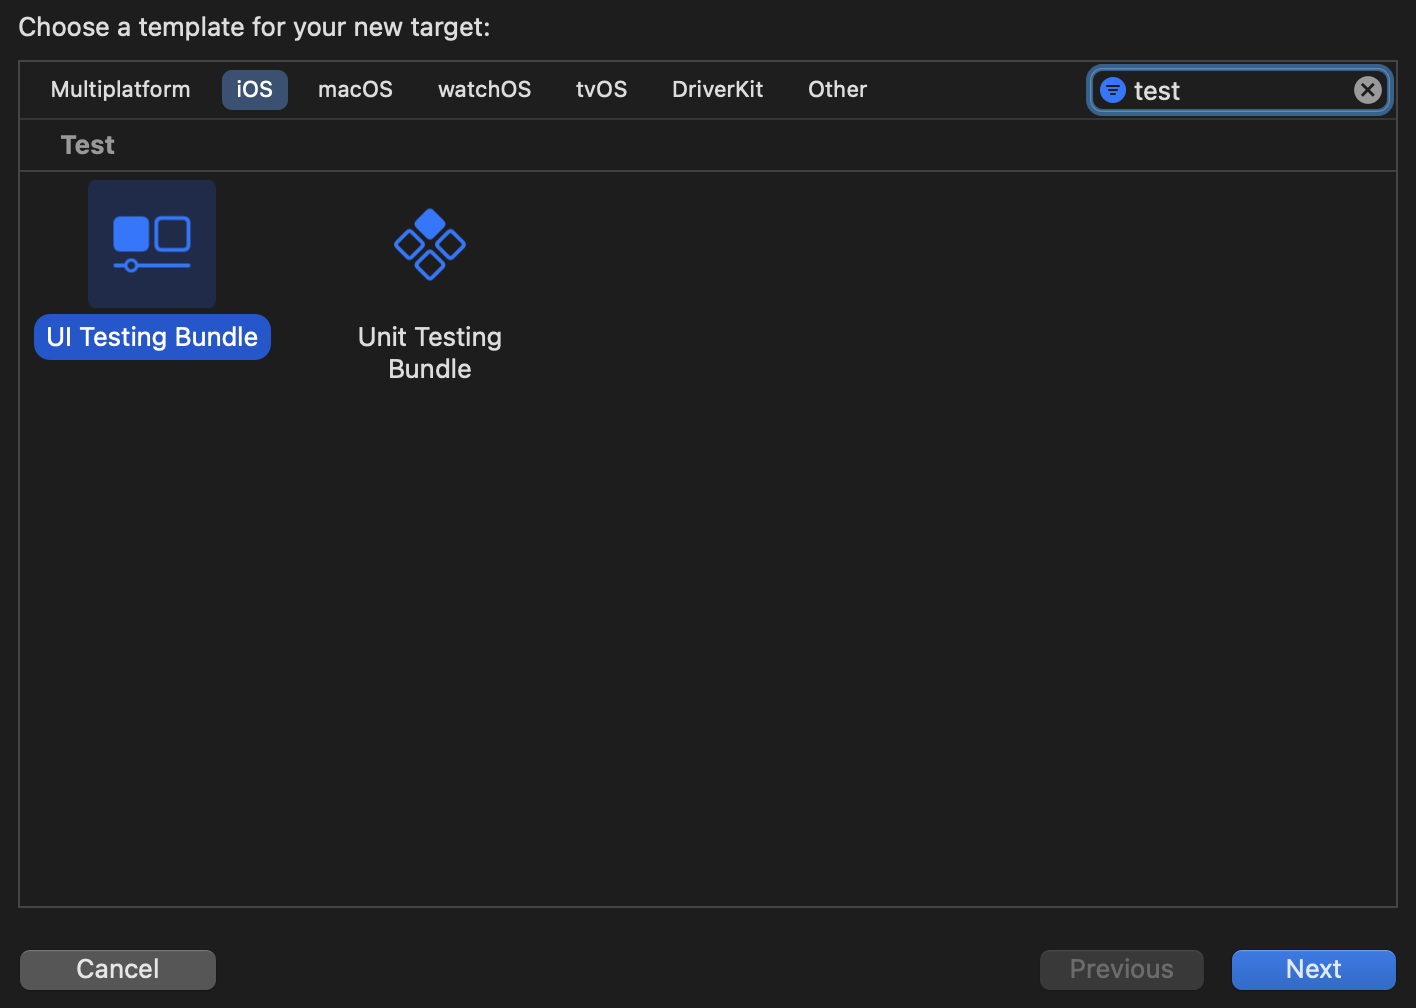 Choose a template for your new target:
Multiplatform iOS macOS watchOS tvOS DriverKit Other test
Test
UI Testing Bundle Unit Testing
Bundle
Cancel Previous Next